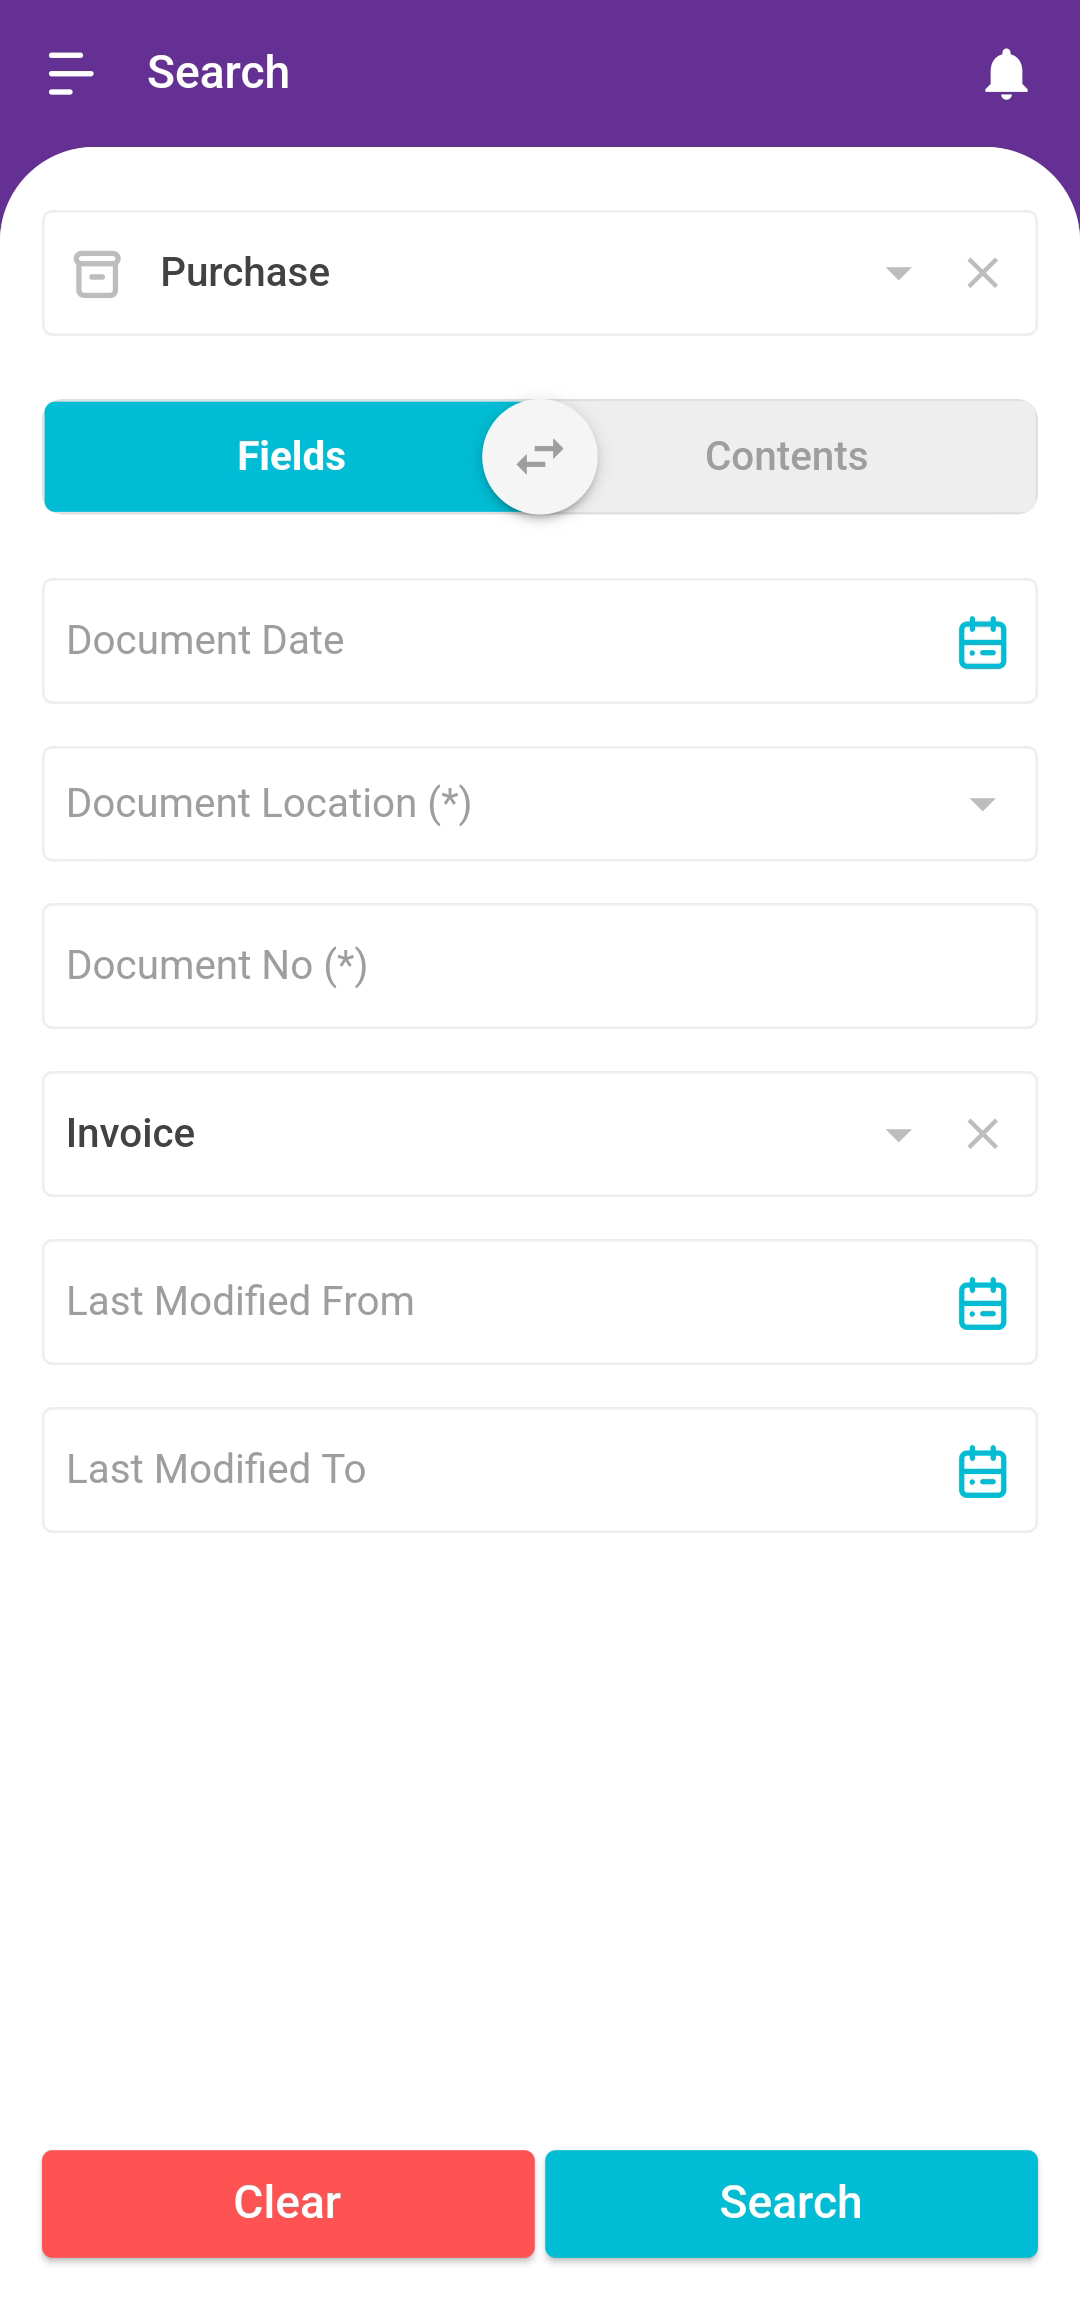 Search
Purchase
Fields
Contents
Document Date
Document Location (*)
Document No (*)
Invoice
Last Modified From
Last Modified To
Clear
Search